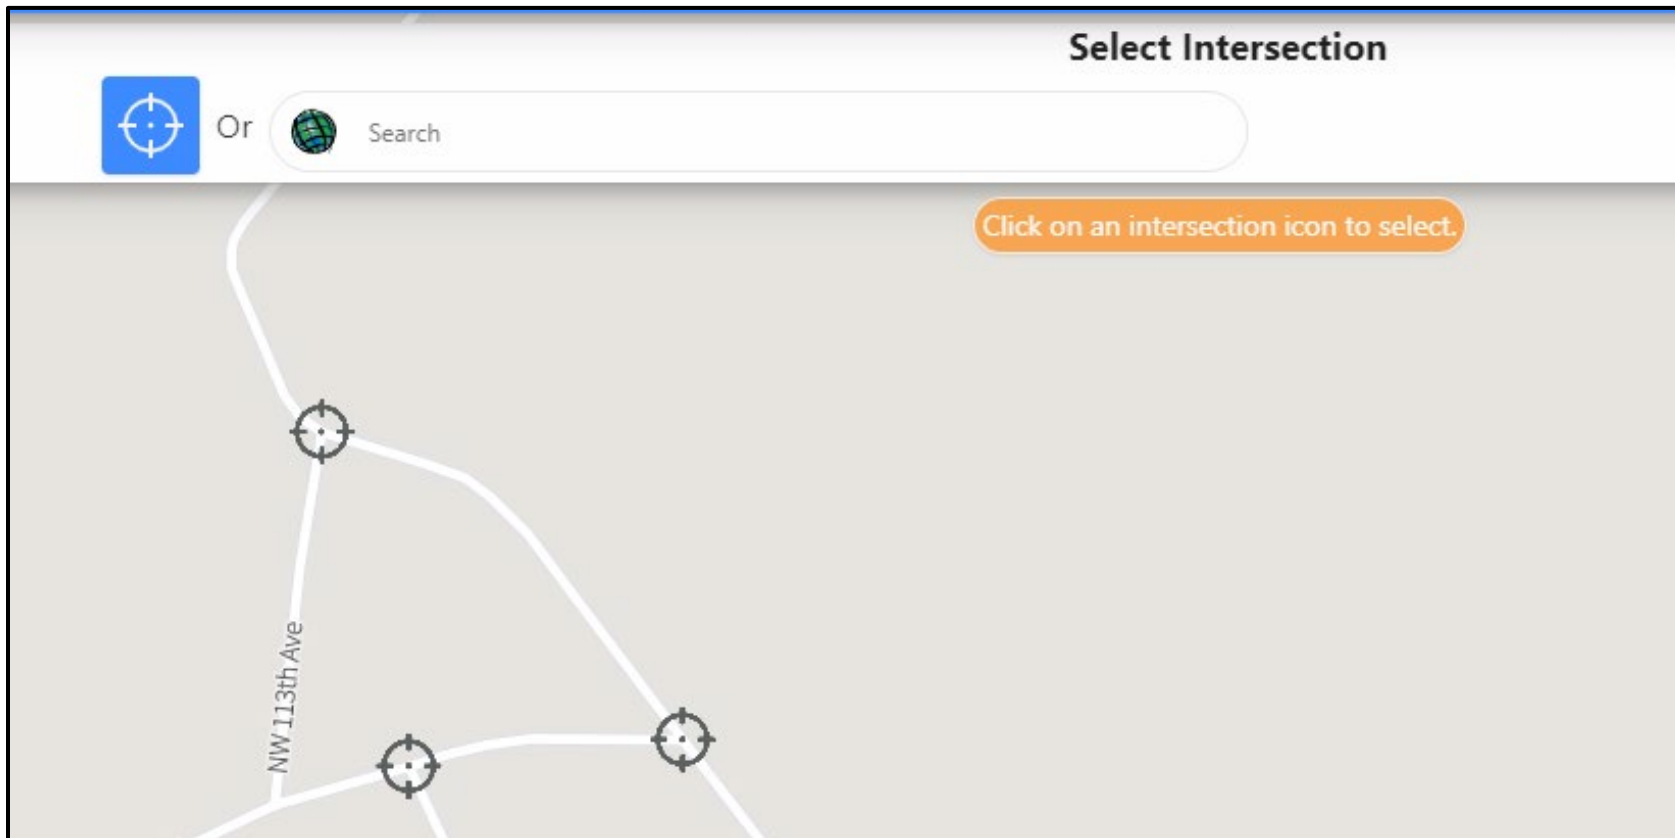 Select Intersection
Or
Search
Click on an intersection icon to select.
NW 113th Ave